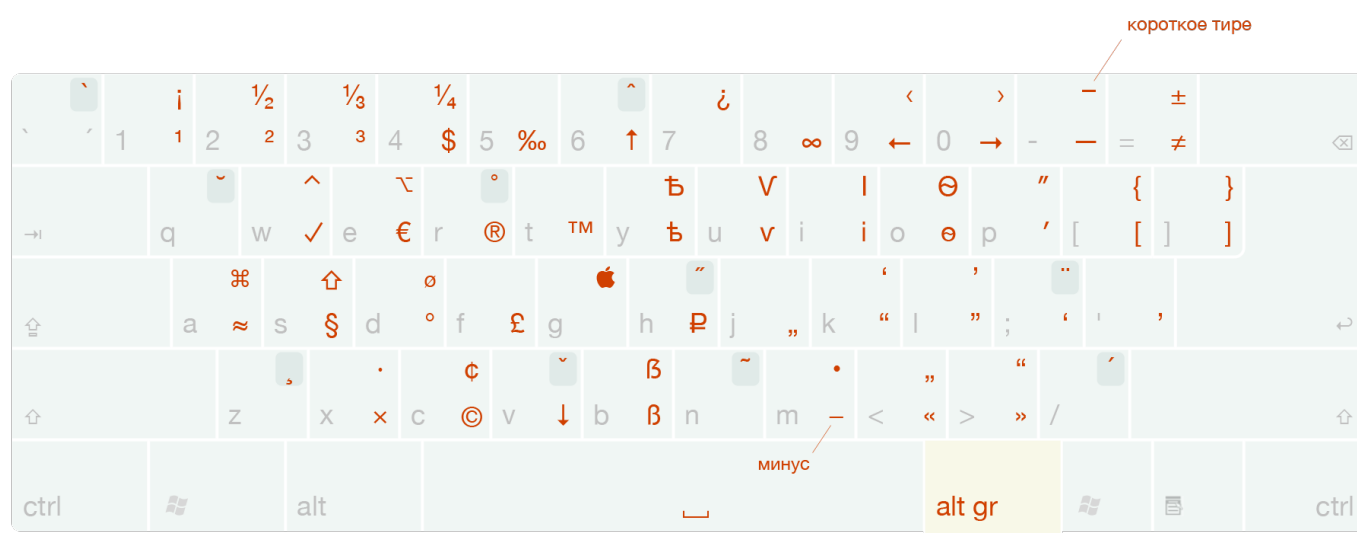 короткое тире
` ¡ ½ ⅓ ¼ ˆ ¿ ‹ › – ±
` ´ 1 ¹ 2 ² 3 ³ 4 $ 5 ‰ 6 ↑ 7 8 ∞ 9 ← 0 → - — = ≠
˘ ^ ⌥ ˚ Ѣ Ѵ І Ѳ ″ { }
q w ✓ e € r ® t ™ y ѣ u ѵ i і o ѳ p ′ [ [ ] ]
⌘ ⇧ ø  ˝ ‘ ’ ¨
a ≈ s § d ° f £ g h ₽ j „ k “ l ” ; ‘ ' ’
¸ · ¢ ˇ ẞ ˜ • „ “ ´
z x × c © v ↓ b ß n m − < « > » /
минус
ctrl alt alt gr ctrl